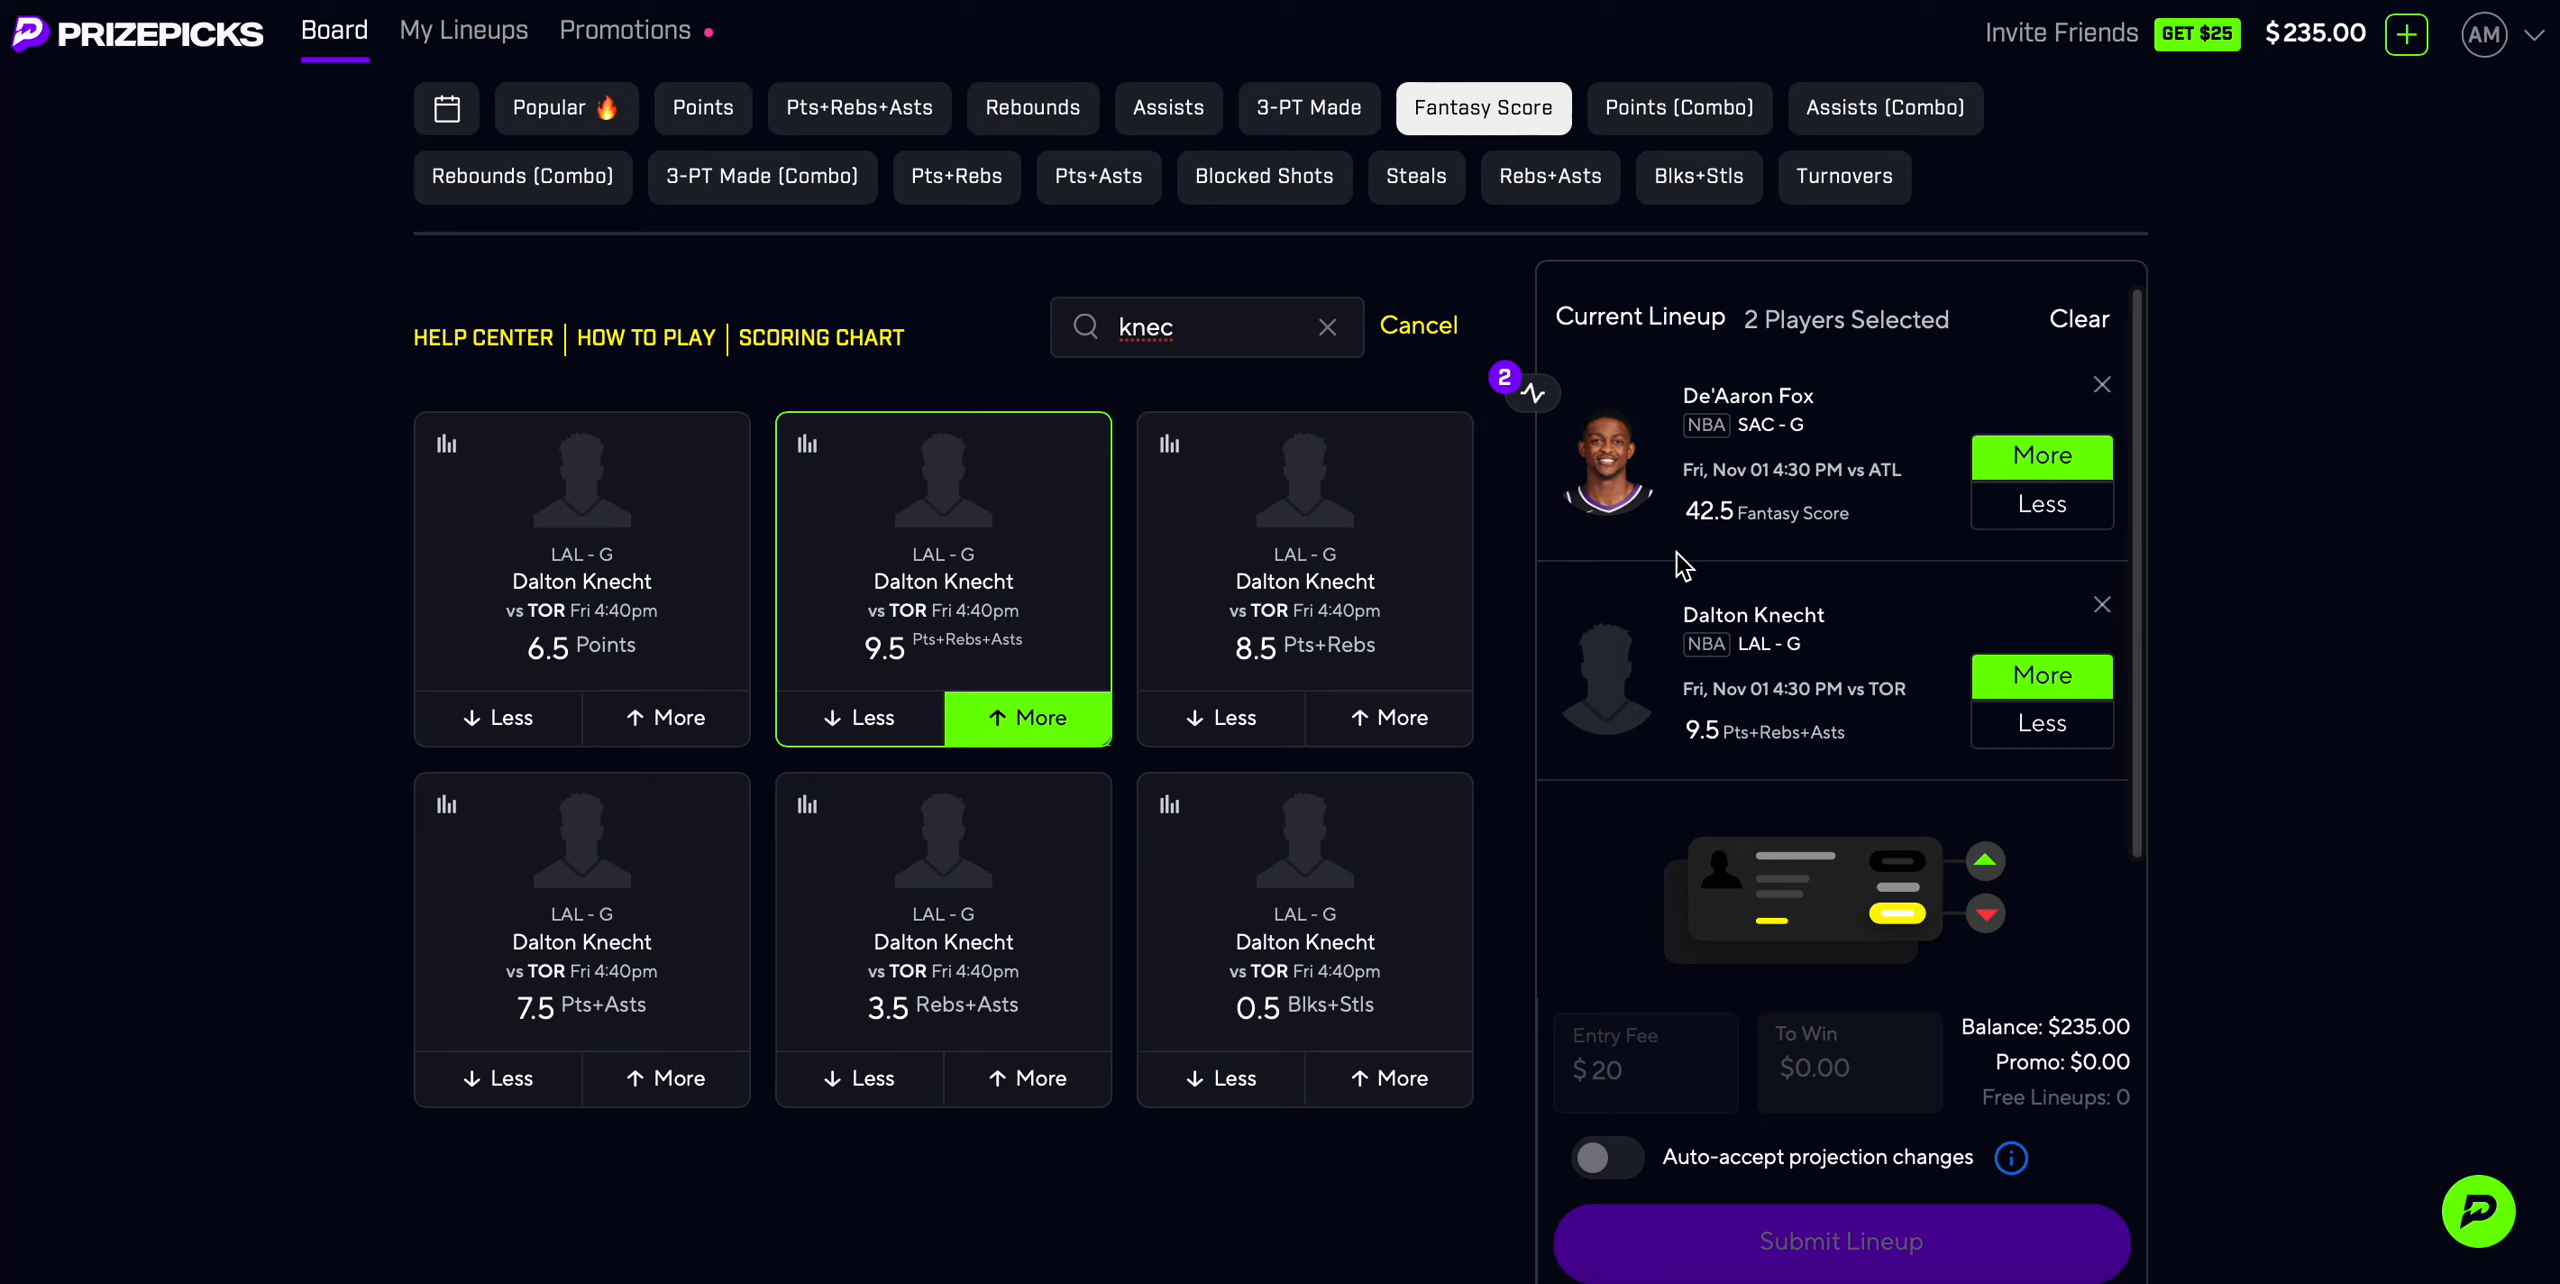 PRIZEPICKS Board My Lineups Promotions Invite Friends GET $25 $235.00 AM
Popular Points Pts+Rebs+Asts Rebounds Assists 3-PT Made Fantasy Score Points (Combo) Assists (Combo)
Rebounds (Combo) 3-PT Made (Combo) Pts+Rebs Pts+Asts Blocked Shots Steals Rebs+Asts Blks+Stls Turnovers
HELP CENTER HOW TO PLAY SCORING CHART
knec Cancel
LAL - G
Dalton Knecht
vs TOR Fri 4:40pm
6.5 Points
Less More
LAL - G
Dalton Knecht
vs TOR Fri 4:40pm
9.5 Pts+Rebs+Asts
Less More
LAL - G
Dalton Knecht
vs TOR Fri 4:40pm
8.5 Pts+Rebs
Less More
LAL - G
Dalton Knecht
vs TOR Fri 4:40pm
7.5 Pts+Asts
Less More
LAL - G
Dalton Knecht
vs TOR Fri 4:40pm
3.5 Rebs+Asts
Less More
LAL - G
Dalton Knecht
vs TOR Fri 4:40pm
0.5 Blks+Stls
Less More
Current Lineup 2 Players Selected Clear
2
De'Aaron Fox
NBA SAC - G
Fri, Nov 01 4:30 PM vs ATL
42.5 Fantasy Score
More
Less
Dalton Knecht
NBA LAL - G
Fri, Nov 01 4:30 PM vs TOR
9.5 Pts+Rebs+Asts
More
Less
Entry Fee
$ 20
To Win
$0.00
Balance: $235.00
Promo: $0.00
Free Lineups: 0
Auto-accept projection changes
Submit Lineup